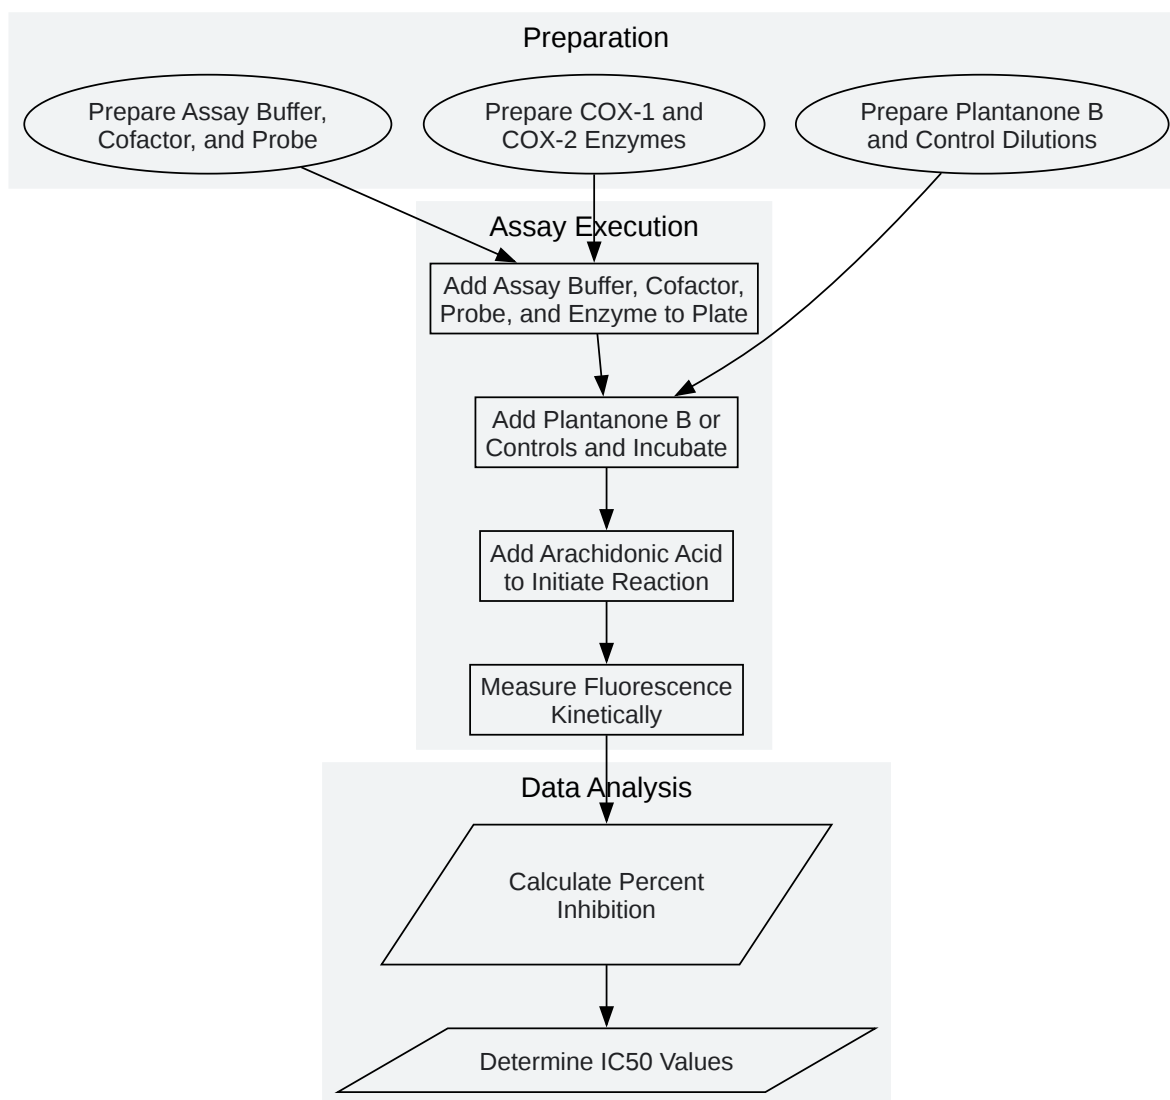 Preparation
Prepare Assay Buffer,
Cofactor, and Probe
Prepare COX-1 and
COX-2 Enzymes
Prepare Plantanone B
and Control Dilutions
Assay Execution
Add Assay Buffer, Cofactor,
Probe, and Enzyme to Plate
Add Plantanone B or
Controls and Incubate
Add Arachidonic Acid
to Initiate Reaction
Measure Fluorescence
Kinetically
Data Analysis
Calculate Percent
Inhibition
Determine IC50 Values